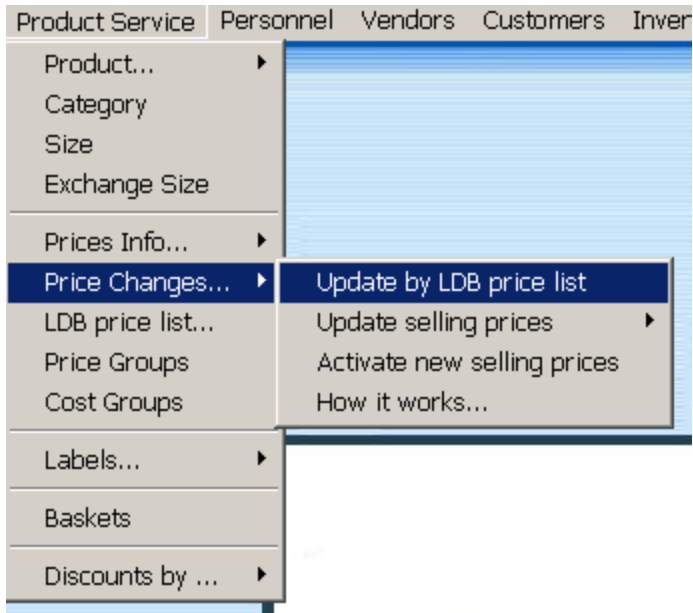 Product Service Personnel Vendors Customers Inver
Product...
Category
Size
Exchange Size
Prices Info...
Price Changes...
Update by LDB price list
LDB price list...
Update selling prices
Price Groups
Activate new selling prices
Cost Groups
How it works...
Labels...
Baskets
Discounts by ...